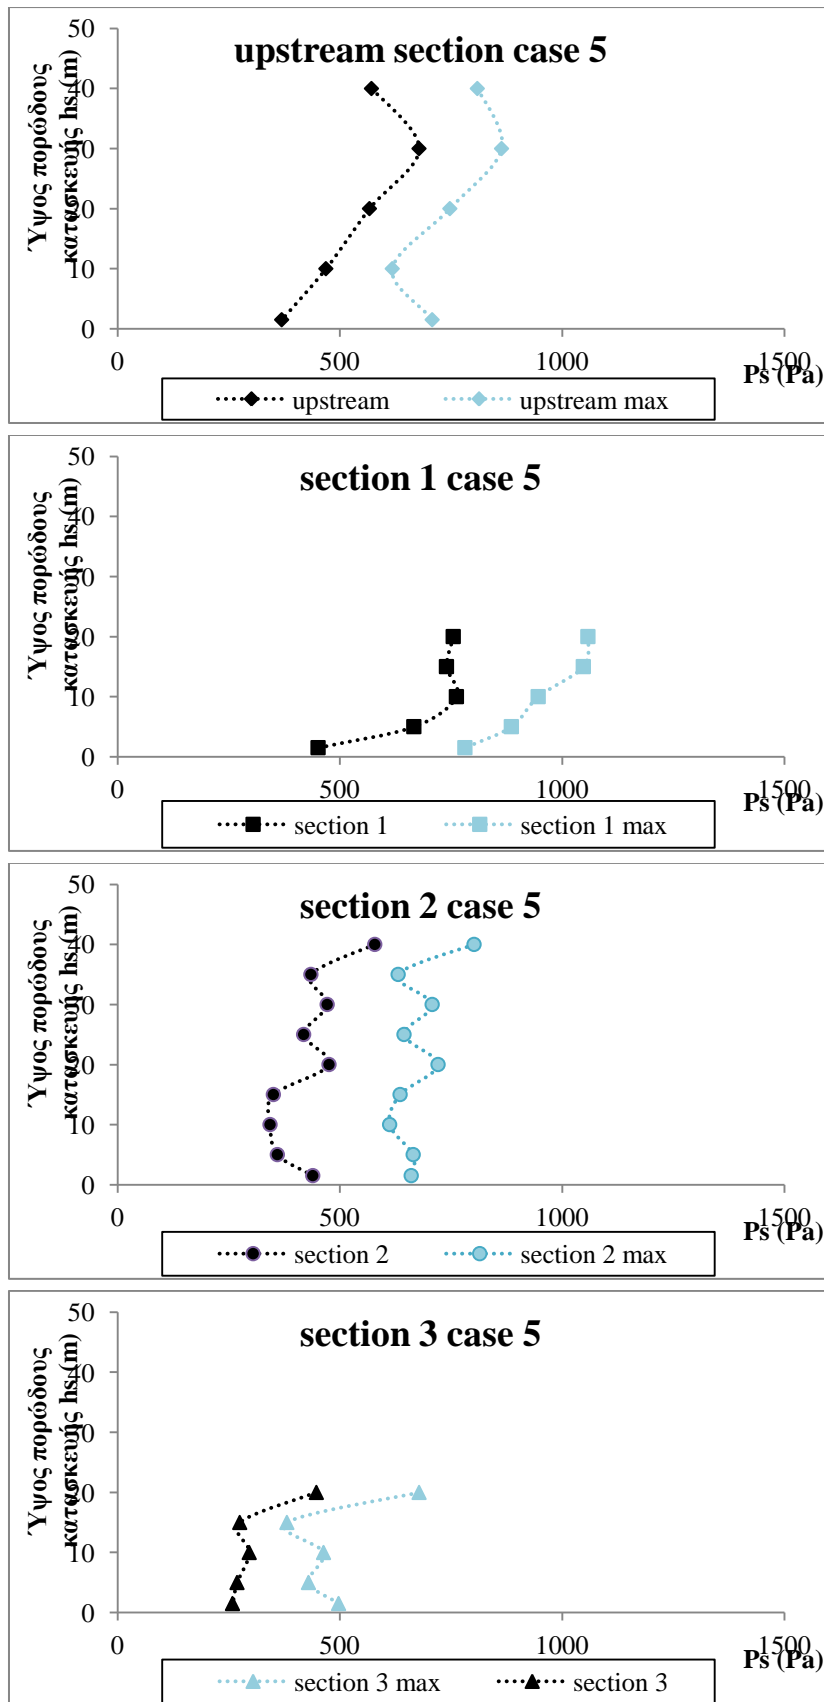 upstream section case 5
Ύψος πορώδους
κατασκευής hs (m)
50
40
30
20
10
0
0 500 1000 1500
Ps (Pa)
upstream upstream max
section 1 case 5
Ύψος πορώδους
κατασκευής hs (m)
50
40
30
20
10
0
0 500 1000 1500
Ps (Pa)
section 1 section 1 max
section 2 case 5
Ύψος πορώδους
κατασκευής hs (m)
50
40
30
20
10
0
0 500 1000 1500
Ps (Pa)
section 2 section 2 max
section 3 case 5
Ύψος πορώδους
κατασκευής hs (m)
50
40
30
20
10
0
0 500 1000 1500
Ps (Pa)
section 3 max section 3